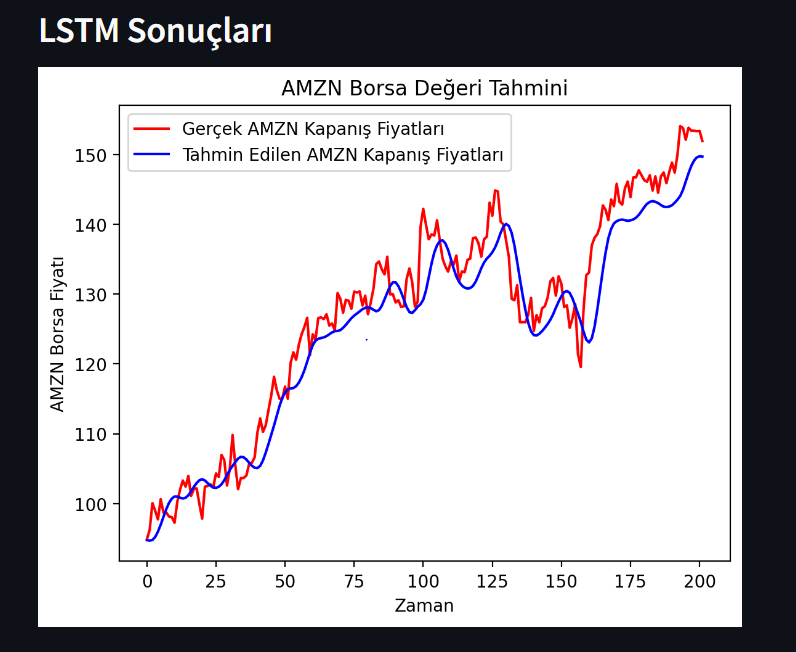 LSTM Sonuçları
AMZN Borsa Değeri Tahmini
Gerçek AMZN Kapanış Fiyatları
Tahmin Edilen AMZN Kapanış Fiyatları
AMZN Borsa Fiyatı
150
140
130
120
110
100
0 25 50 75 100 125 150 175 200
Zaman